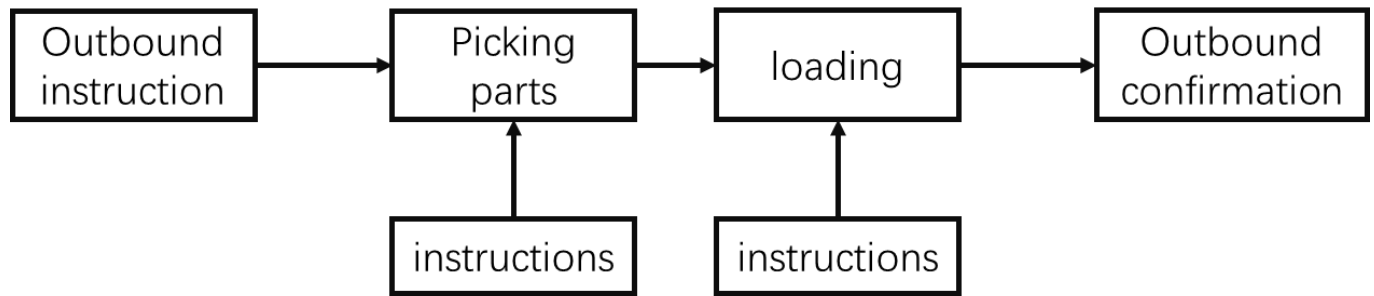 Outbound
instruction
Picking
parts
loading
Outbound
confirmation
instructions
instructions